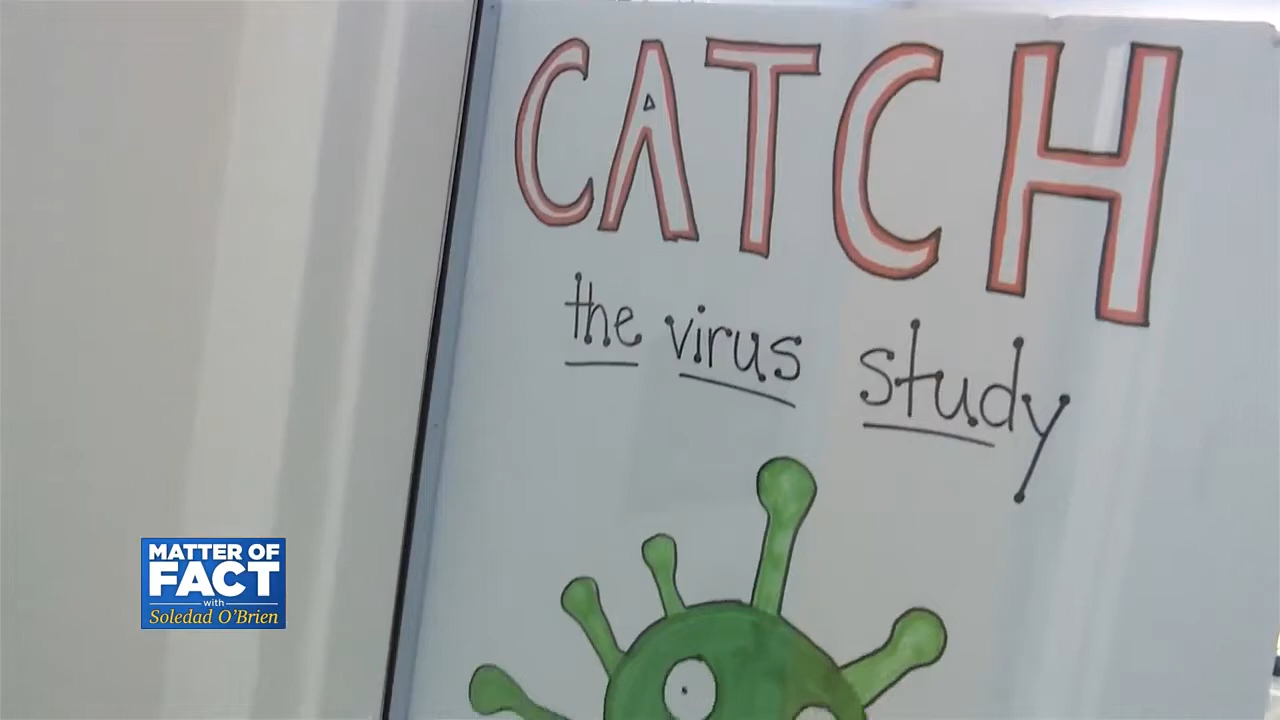 CATCH
the virus study
MATTER OF
FACT
with
Soledad O'Brien